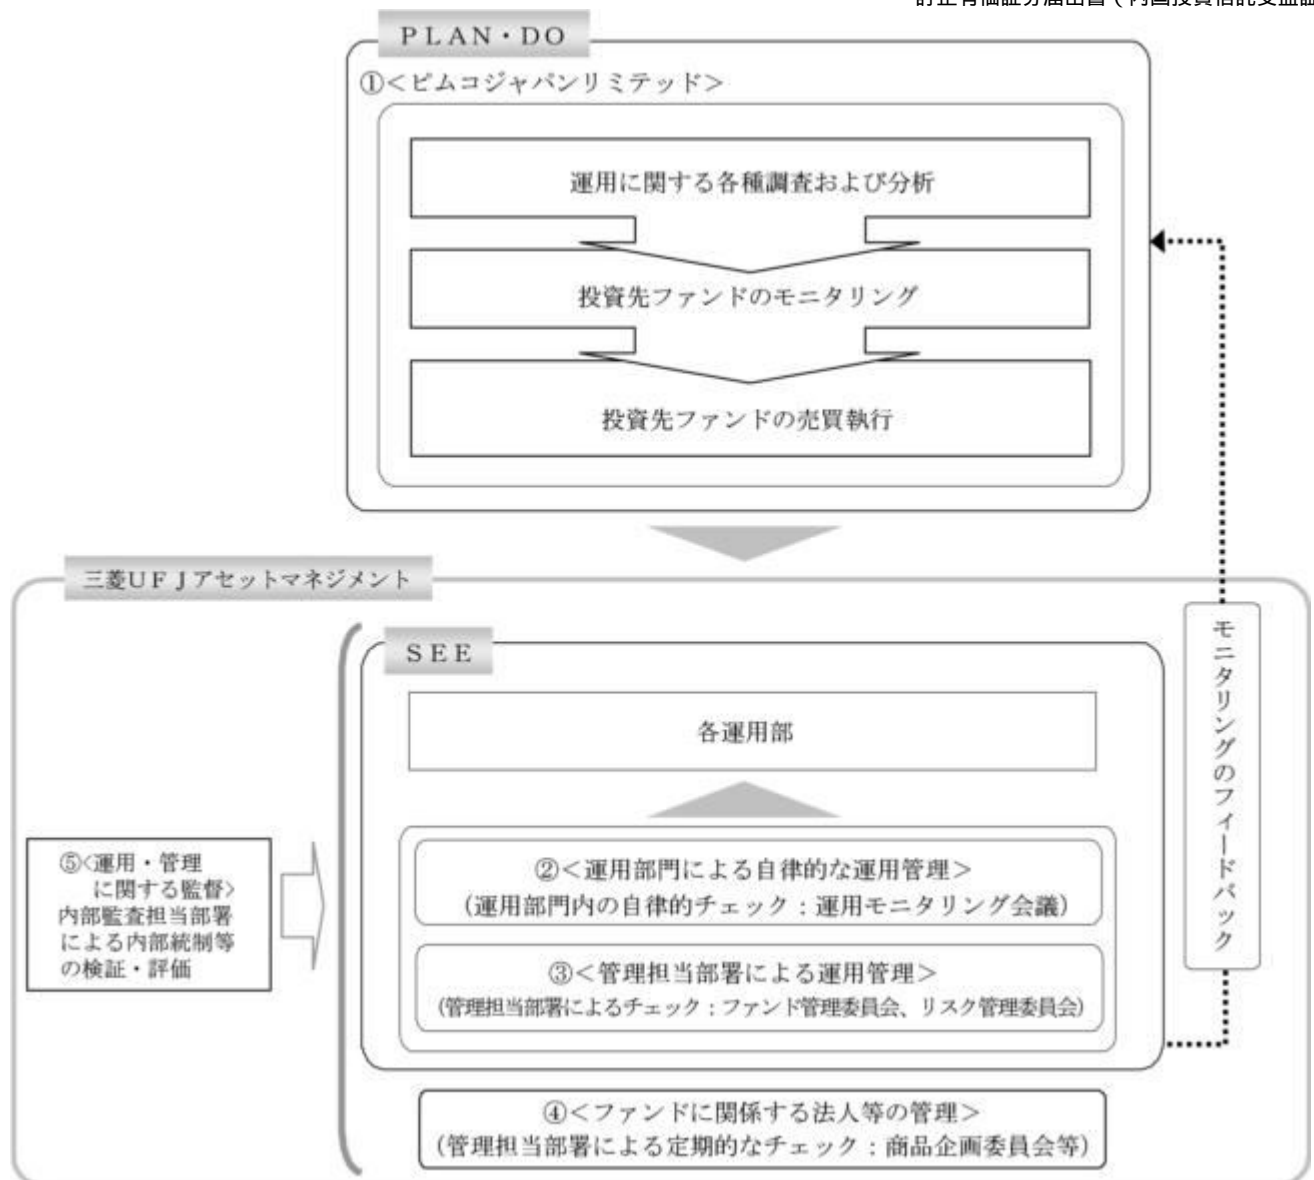 PLAN・DO
①<ピムコジャパンリミテッド>
運用に関する各種調査および分析
投資先ファンドのモニタリング
投資先ファンドの売買執行
三菱UFJアセットマネジメント
SEE
各運用部
②<運用部門による自律的な運用管理>
(運用部門内の自律的チェック:運用モニタリング会議)
③<管理担当部署による運用管理>
(管理担当部署によるチェック:ファンド管理委員会、リスク管理委員会)
④<ファンドに関係する法人等の管理>
(管理担当部署による定期的なチェック:商品企画委員会等)
⑤<運用・管理
に関する監督>
内部監査担当部署
による内部統制等
の検証・評価
モニタリングのフィードバック